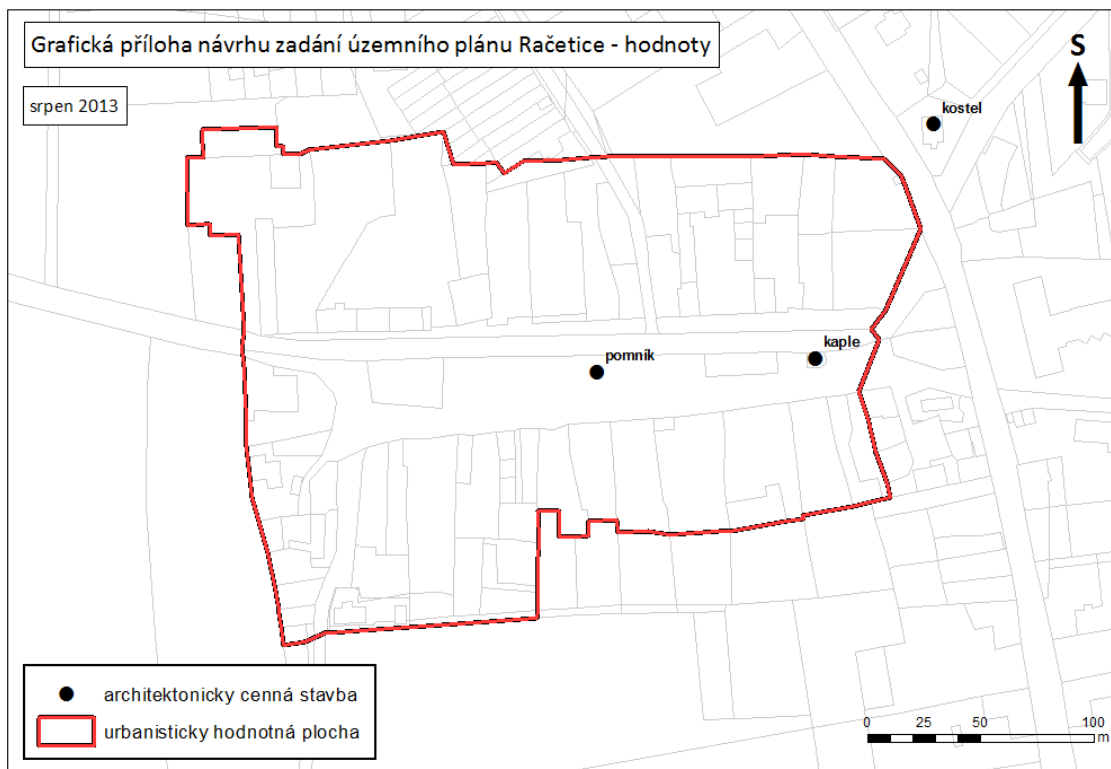 Grafická příloha návrhu zadání územního plánu Račetice - hodnoty
srpen 2013
S
kostel
pomník
kaple
architektonicky cenná stavba
urbanisticky hodnotná plocha
0 25 50 100
m